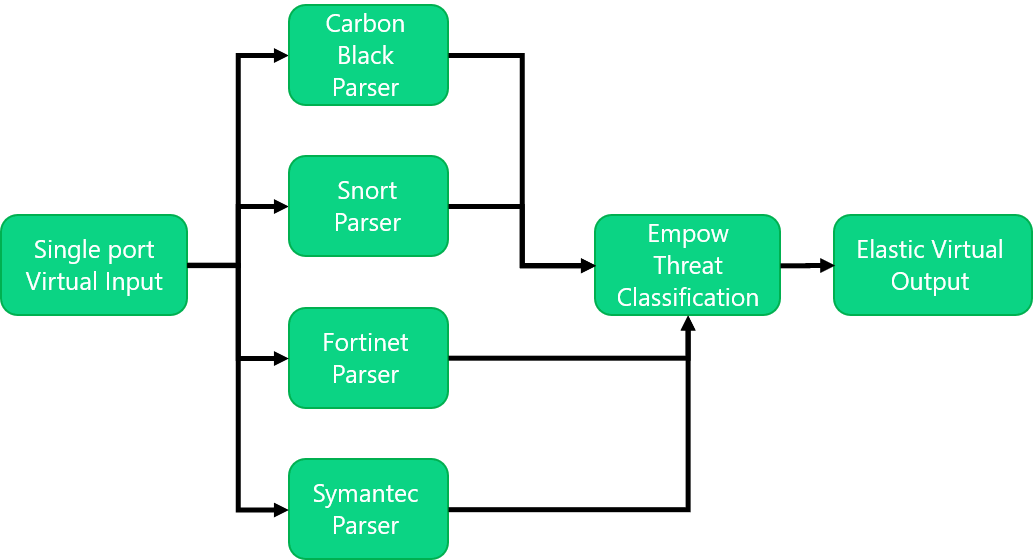 Carbon
Black
Parser
Snort
Parser
Single port
Virtual Input
Empow
Threat
Classification
Elastic Virtual
Output
Fortinet
Parser
Symantec
Parser